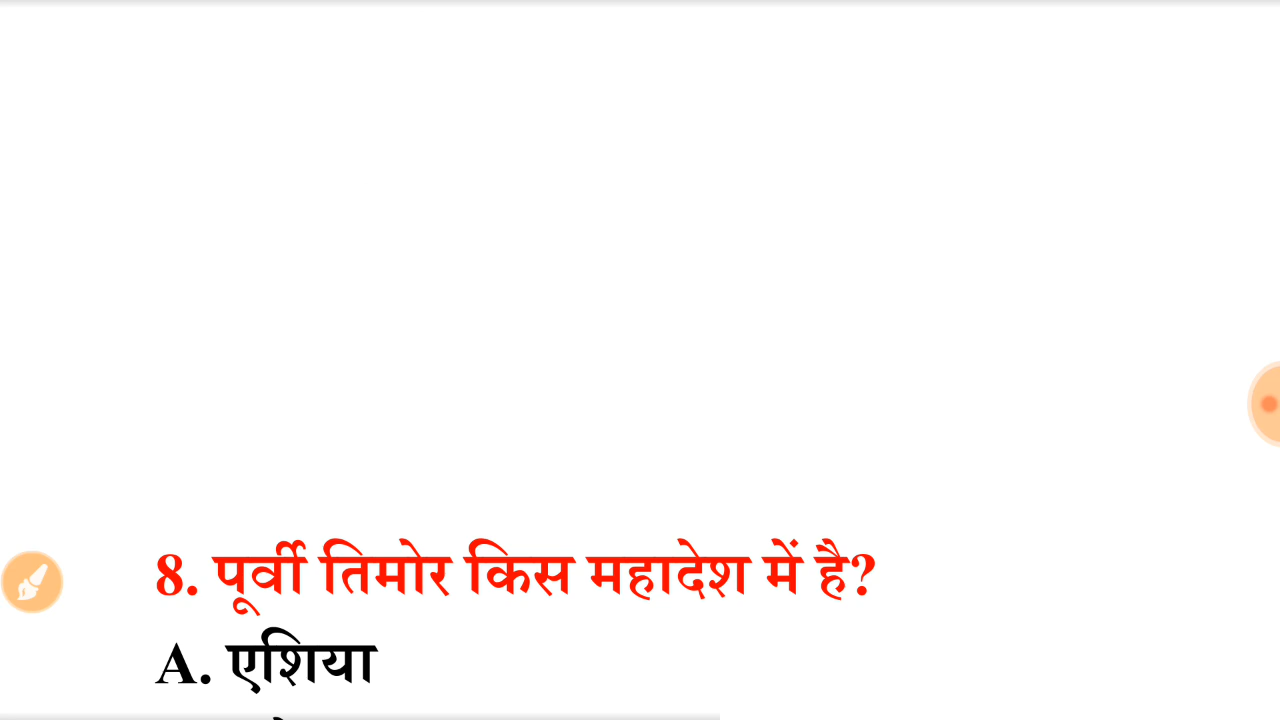 8. पूर्वी तिमोर किस महादेश में है?
A. एशिया